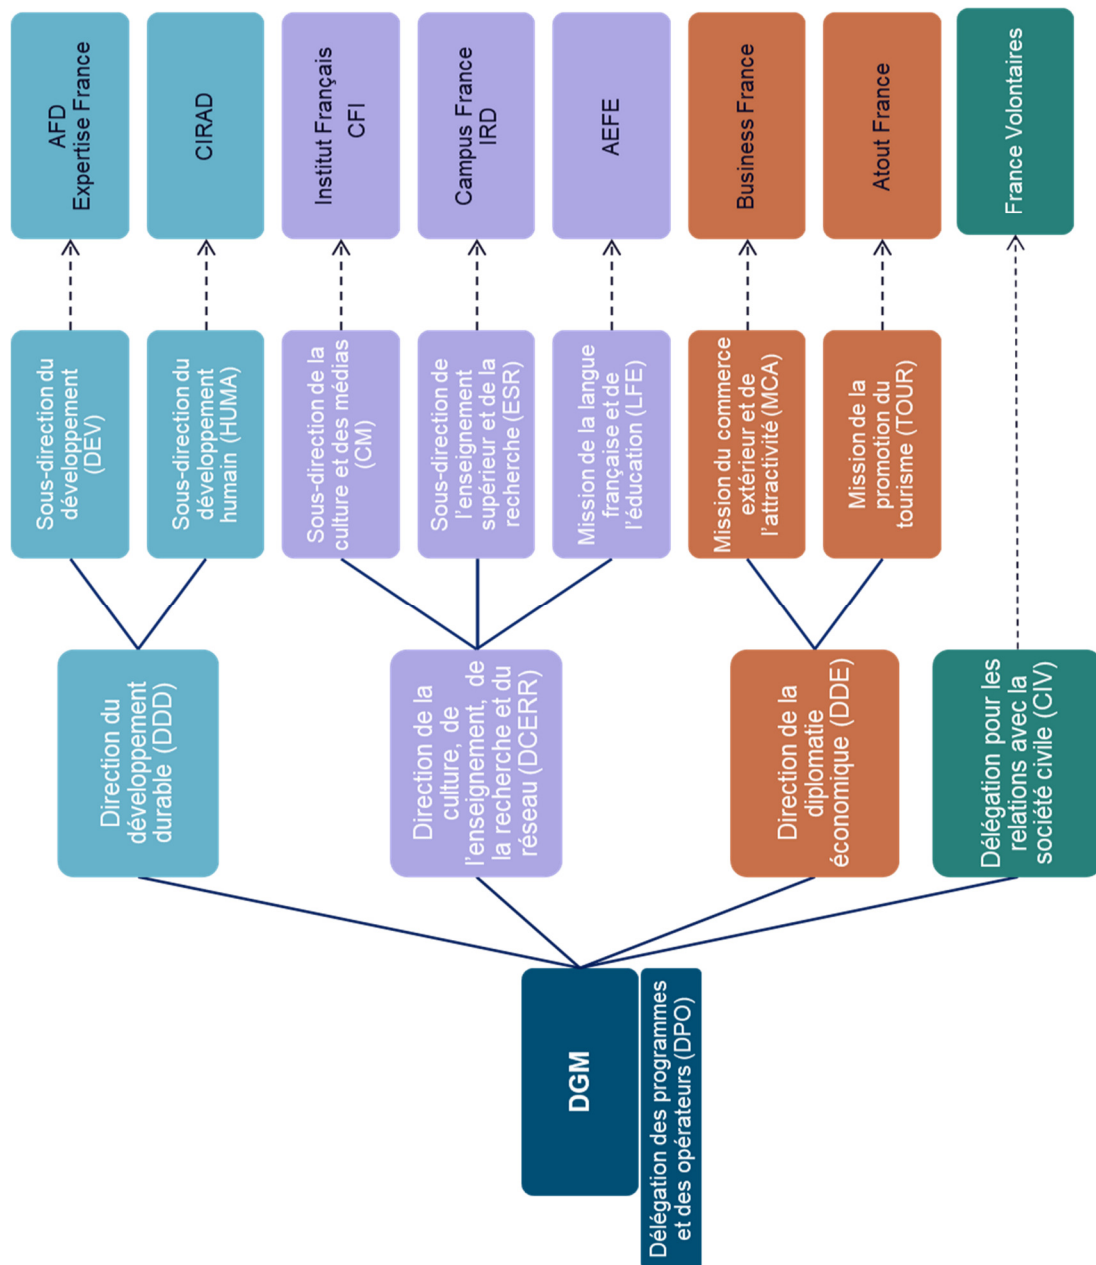 DGM
Délégation des programmes
et des opérateurs (DPO)
Direction du
développement
durable (DDD)
Direction de la
culture, de
l'enseignement, de
la recherche et du
réseau (DCERR)
Direction de la
diplomatie
économique (DDE)
Délégation pour les
relations avec la
société civile (CIV)
Sous-direction du
développement
(DEV)
Sous-direction du
développement
humain (HUMA)
Sous-direction de la
culture et des médias
(CM)
Sous-direction de
l'enseignement
supérieur et de la
recherche (ESR)
Mission de la langue
française et de
l'éducation (LFE)
Mission du commerce
extérieur et de
l'attractivité (MCA)
Mission de la
promotion du
tourisme (TOUR)
AFD
Expertise France
CIRAD
Institut Français
CFI
Campus France
IRD
AEFE
Business France
Atout France
France Volontaires